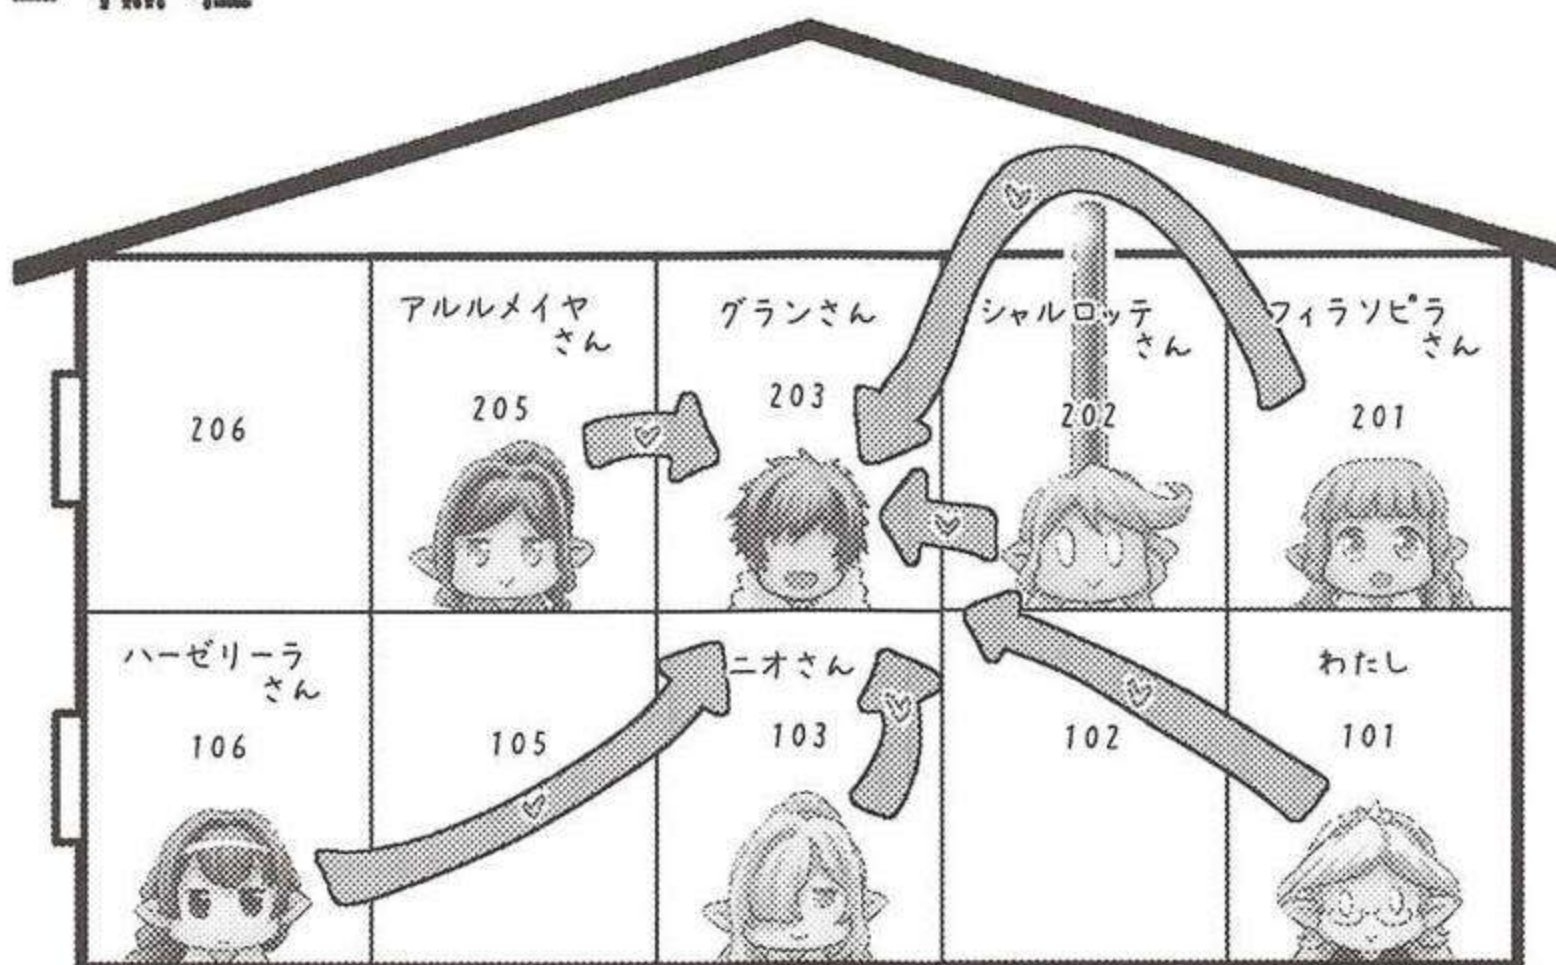 アルルメイヤ
さん
グランさん
シャルロッテ
さん
フィラソピラ
さん
206
205
203
202
201
ハーゼリーラ
さん
ニオさん
わたし
106
105
103
102
101